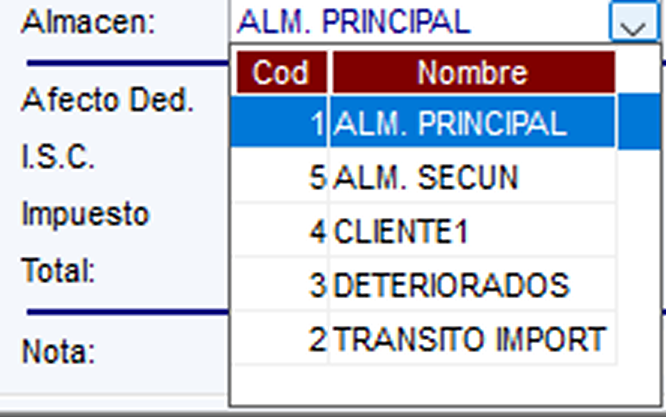 Almacen: ALM. PRINCIPAL
Cod Nombre
Afecto Ded.
1 ALM. PRINCIPAL
I.S.C.
5 ALM. SECUN
Impuesto
4 CLIENTE1
Total:
3 DETERIORADOS
Nota:
2 TRANSITO IMPORT